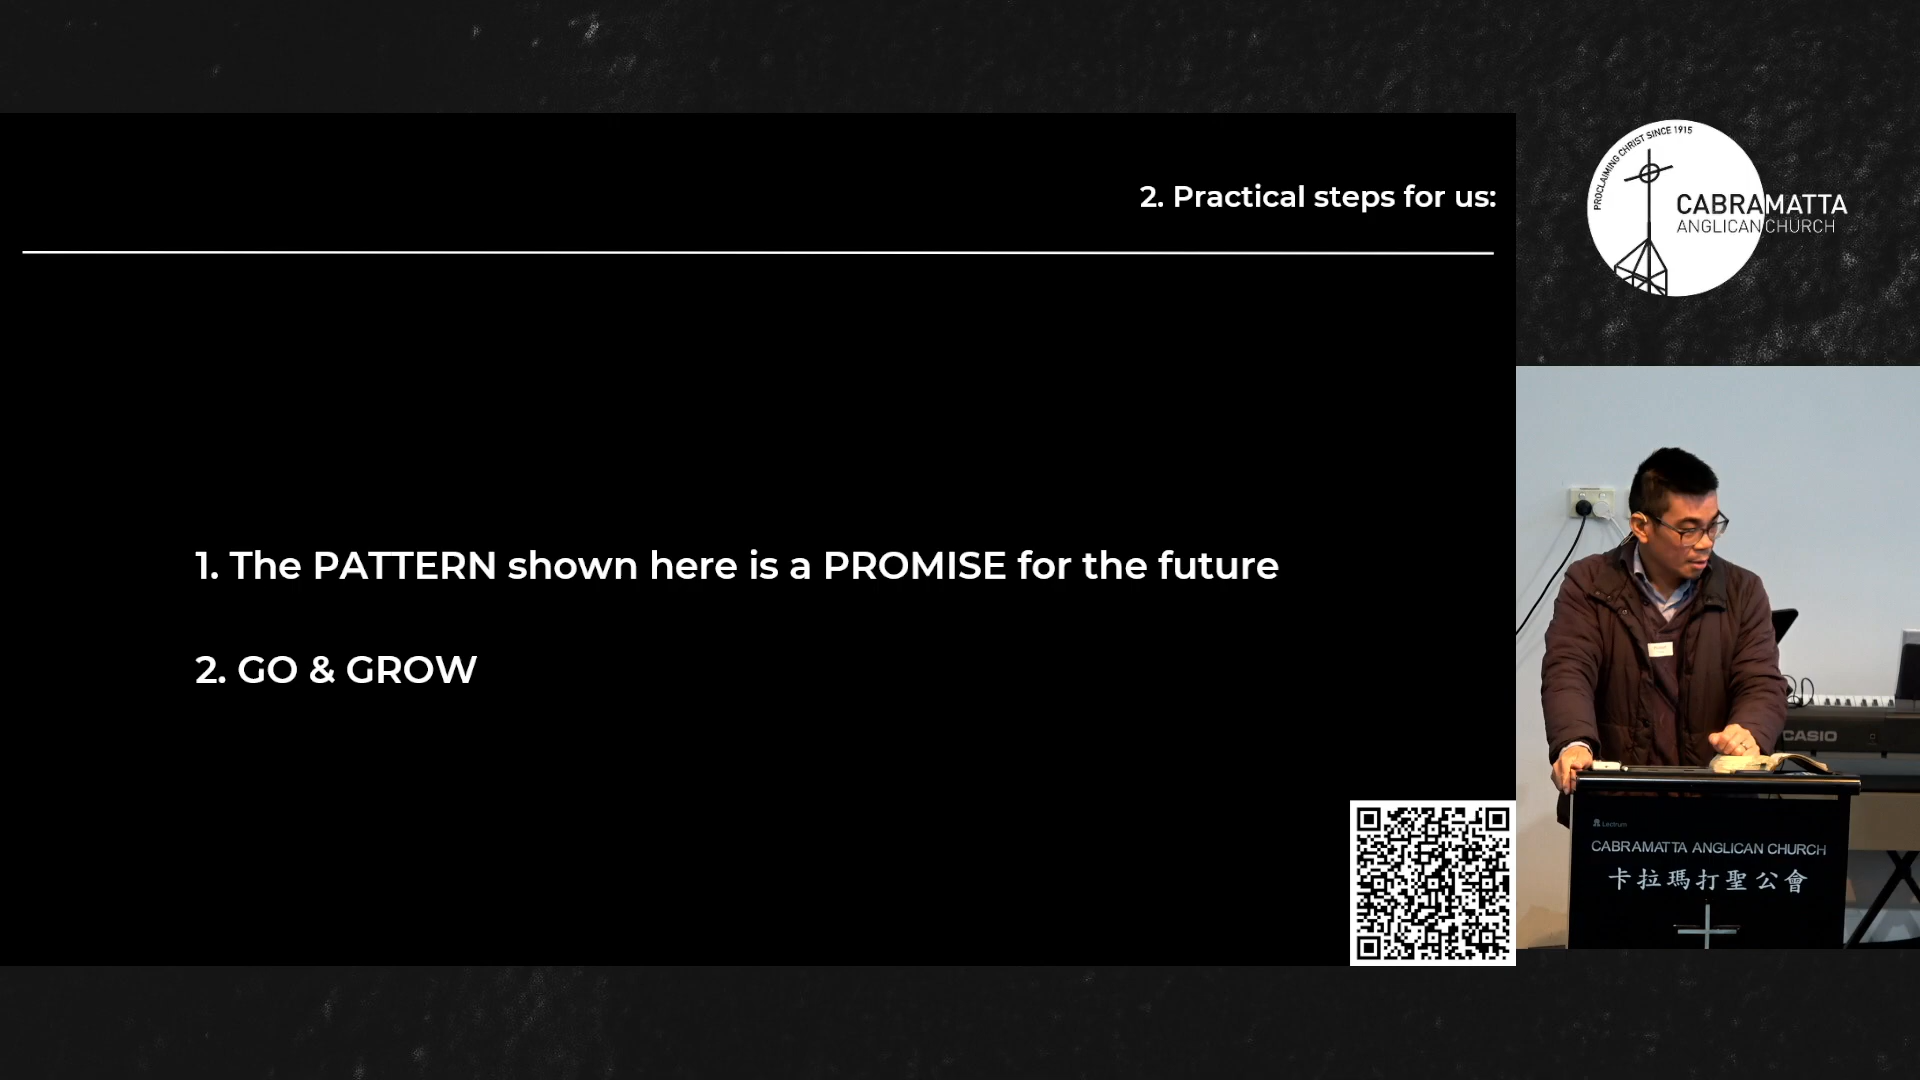 2. Practical steps for us:
1. The PATTERN shown here is a PROMISE for the future
2. GO & GROW
PROCLAIMING CHRIST SINCE 1915
CABRAMATTA
ANGLICAN CHURCH
CASIO
Lectrum
CABRAMATTA ANGLICAN CHURCH
卡拉瑪打聖公會